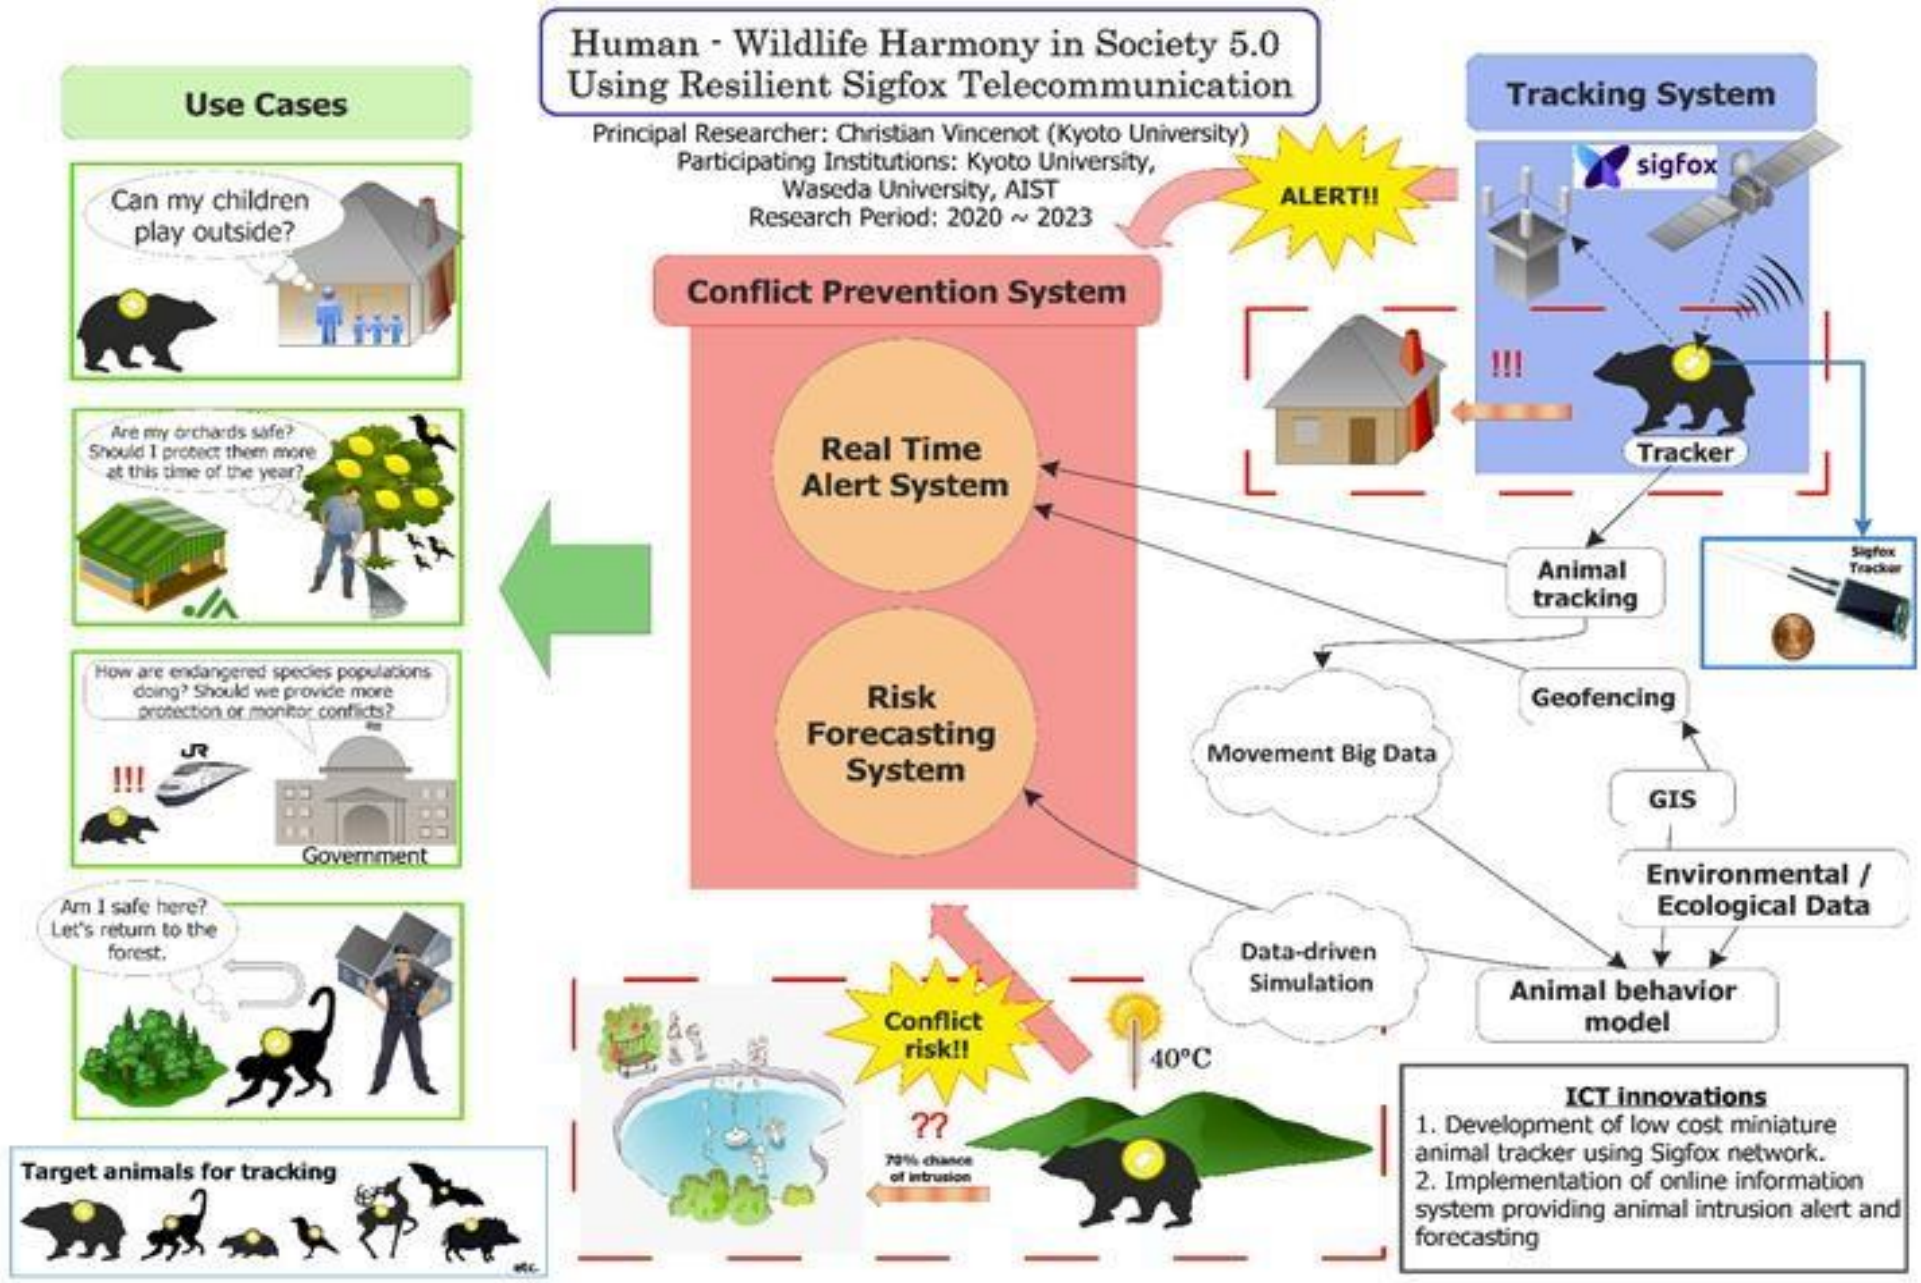 Human - Wildlife Harmony in Society 5.0
Using Resilient Sigfox Telecommunication
Principal Researcher: Christian Vincenot (Kyoto University)
Participating Institutions: Kyoto University,
Waseda University, AIST
Research Period: 2020 ~ 2023
Use Cases
Can my children
play outside?
Are my orchards safe?
Should I protect them more
at this time of the year?
How are endangered species populations
doing? Should we provide more
protection or monitor conflicts?
JR
!!!
Government
Am I safe here?
Let's return to the
forest.
Target animals for tracking
etc.
Conflict Prevention System
Real Time
Alert System
Risk
Forecasting
System
ALERT!!
Tracking System
sigfox
!!!
Tracker
Sigfox
Tracker
Animal
tracking
Geofencing
Movement Big Data
GIS
Environmental /
Ecological Data
Data-driven
Simulation
Animal behavior
model
Conflict
risk!!
40°C
??
70% chance
of intrusion
ICT innovations
1. Development of low cost miniature
animal tracker using Sigfox network.
2. Implementation of online information
system providing animal intrusion alert and
forecasting